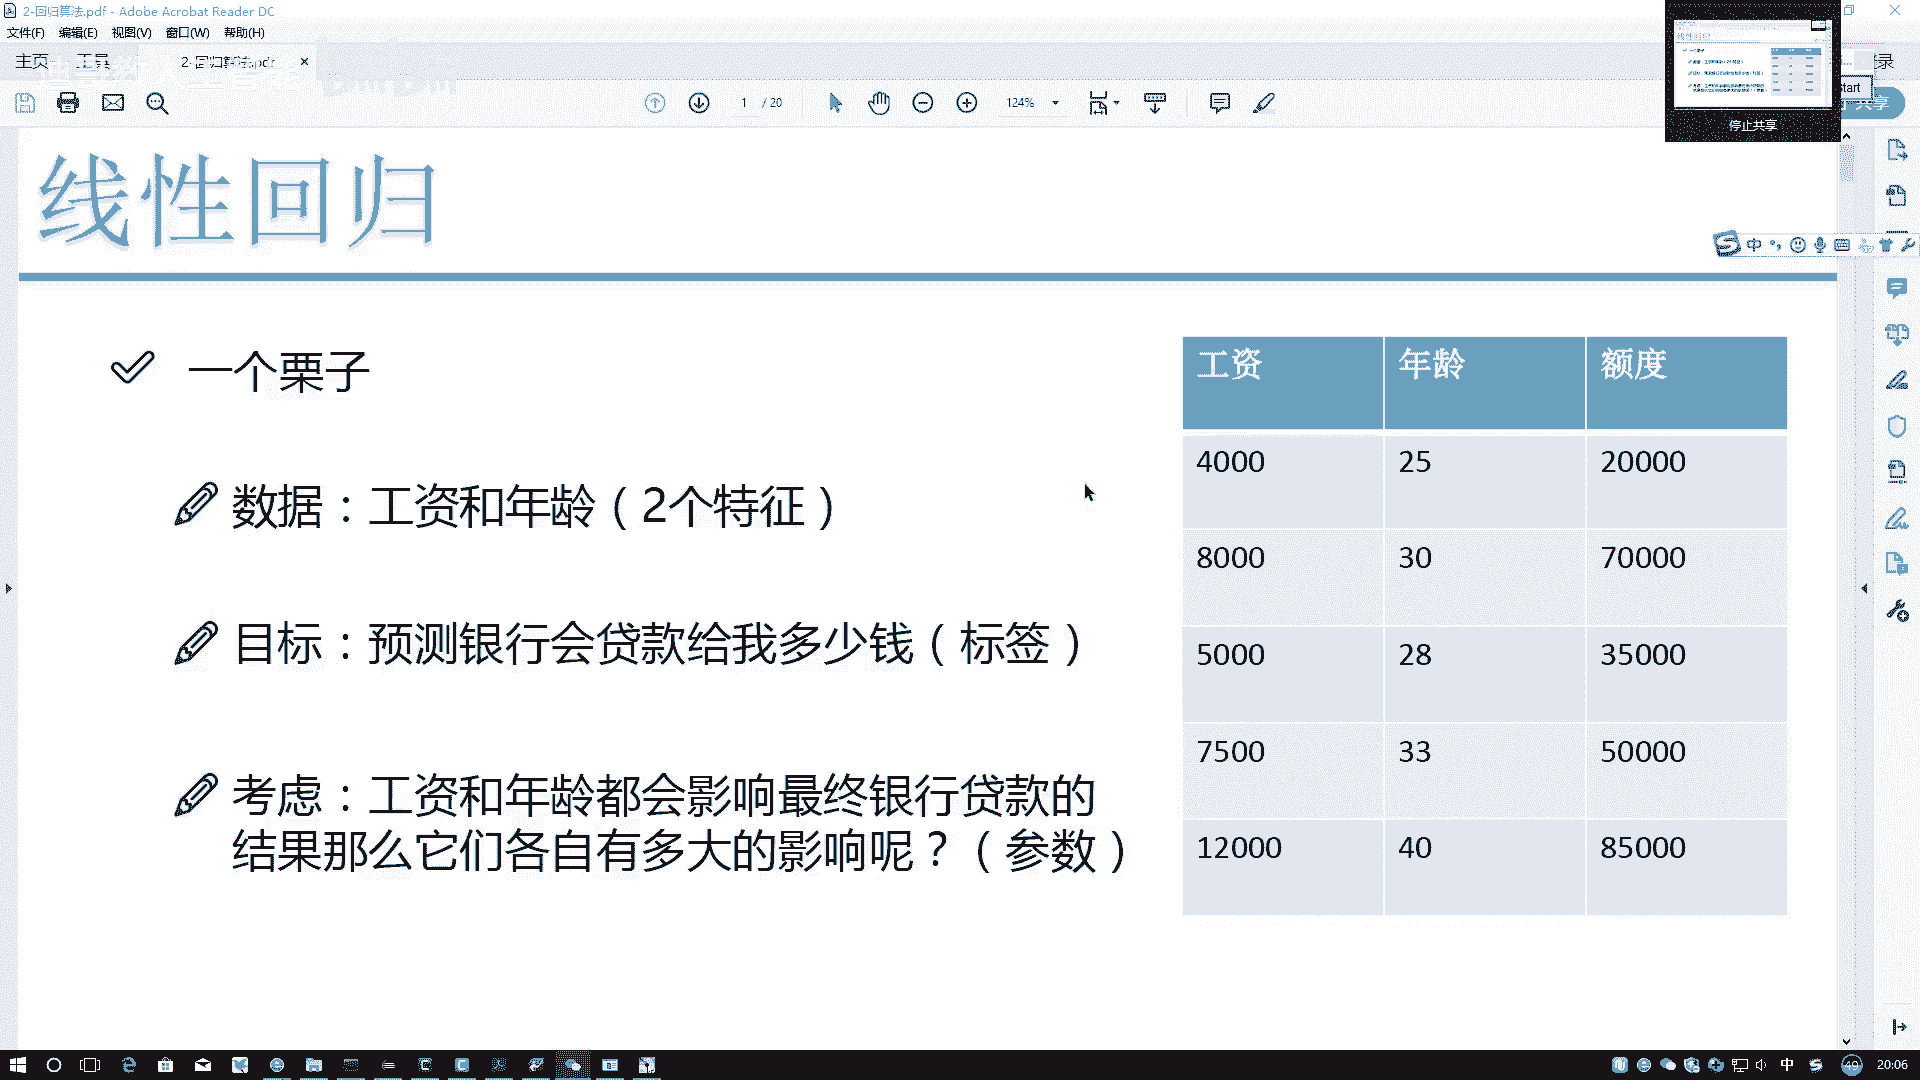 2-回归算法.pdf - Adobe Acrobat Reader DC
文件(F) 编辑(E) 视图(V) 窗口(W) 帮助(H)
主页 工具 2-回归算法.pdf ×
1 / 20 124%
停止共享
线性回归
中
一个栗子
数据：工资和年龄（2个特征）
目标：预测银行会贷款给我多少钱（标签）
考虑：工资和年龄都会影响最终银行贷款的
结果那么它们各自有多大的影响呢？（参数）
工资 年龄 额度
4000 25 20000
8000 30 70000
5000 28 35000
7500 33 50000
12000 40 85000
中 49 20:06